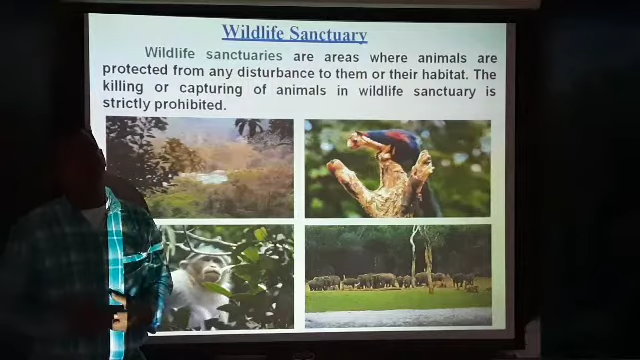 Wildlife Sanctuary
Wildlife sanctuaries are areas where animals are
protected from any disturbance to them or their habitat. The
killing or capturing of animals in wildlife sanctuary is
strictly prohibited.